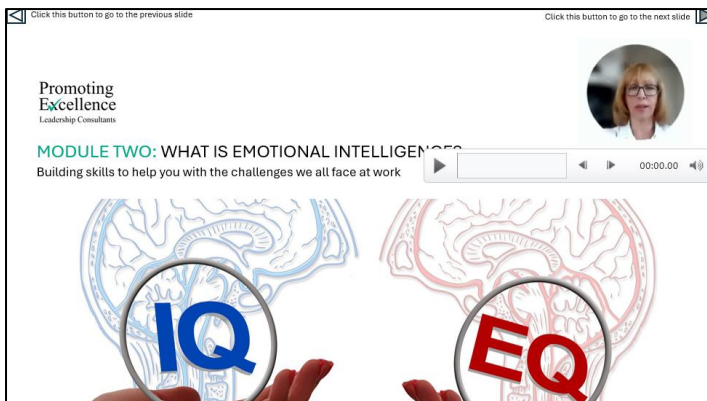 Click this button to go to the previous slide
Click this button to go to the next slide
Promoting
Excellence
Leadership Consultants
MODULE TWO: WHAT IS EMOTIONAL INTELLIGENCE?
Building skills to help you with the challenges we all face at work
00:00.00
IQ
EQ